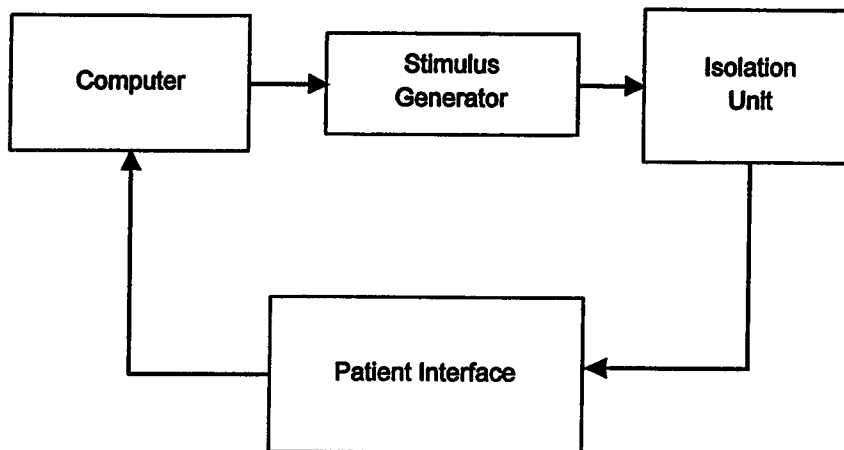 Computer
Stimulus
Generator
Isolation
Unit
Patient Interface